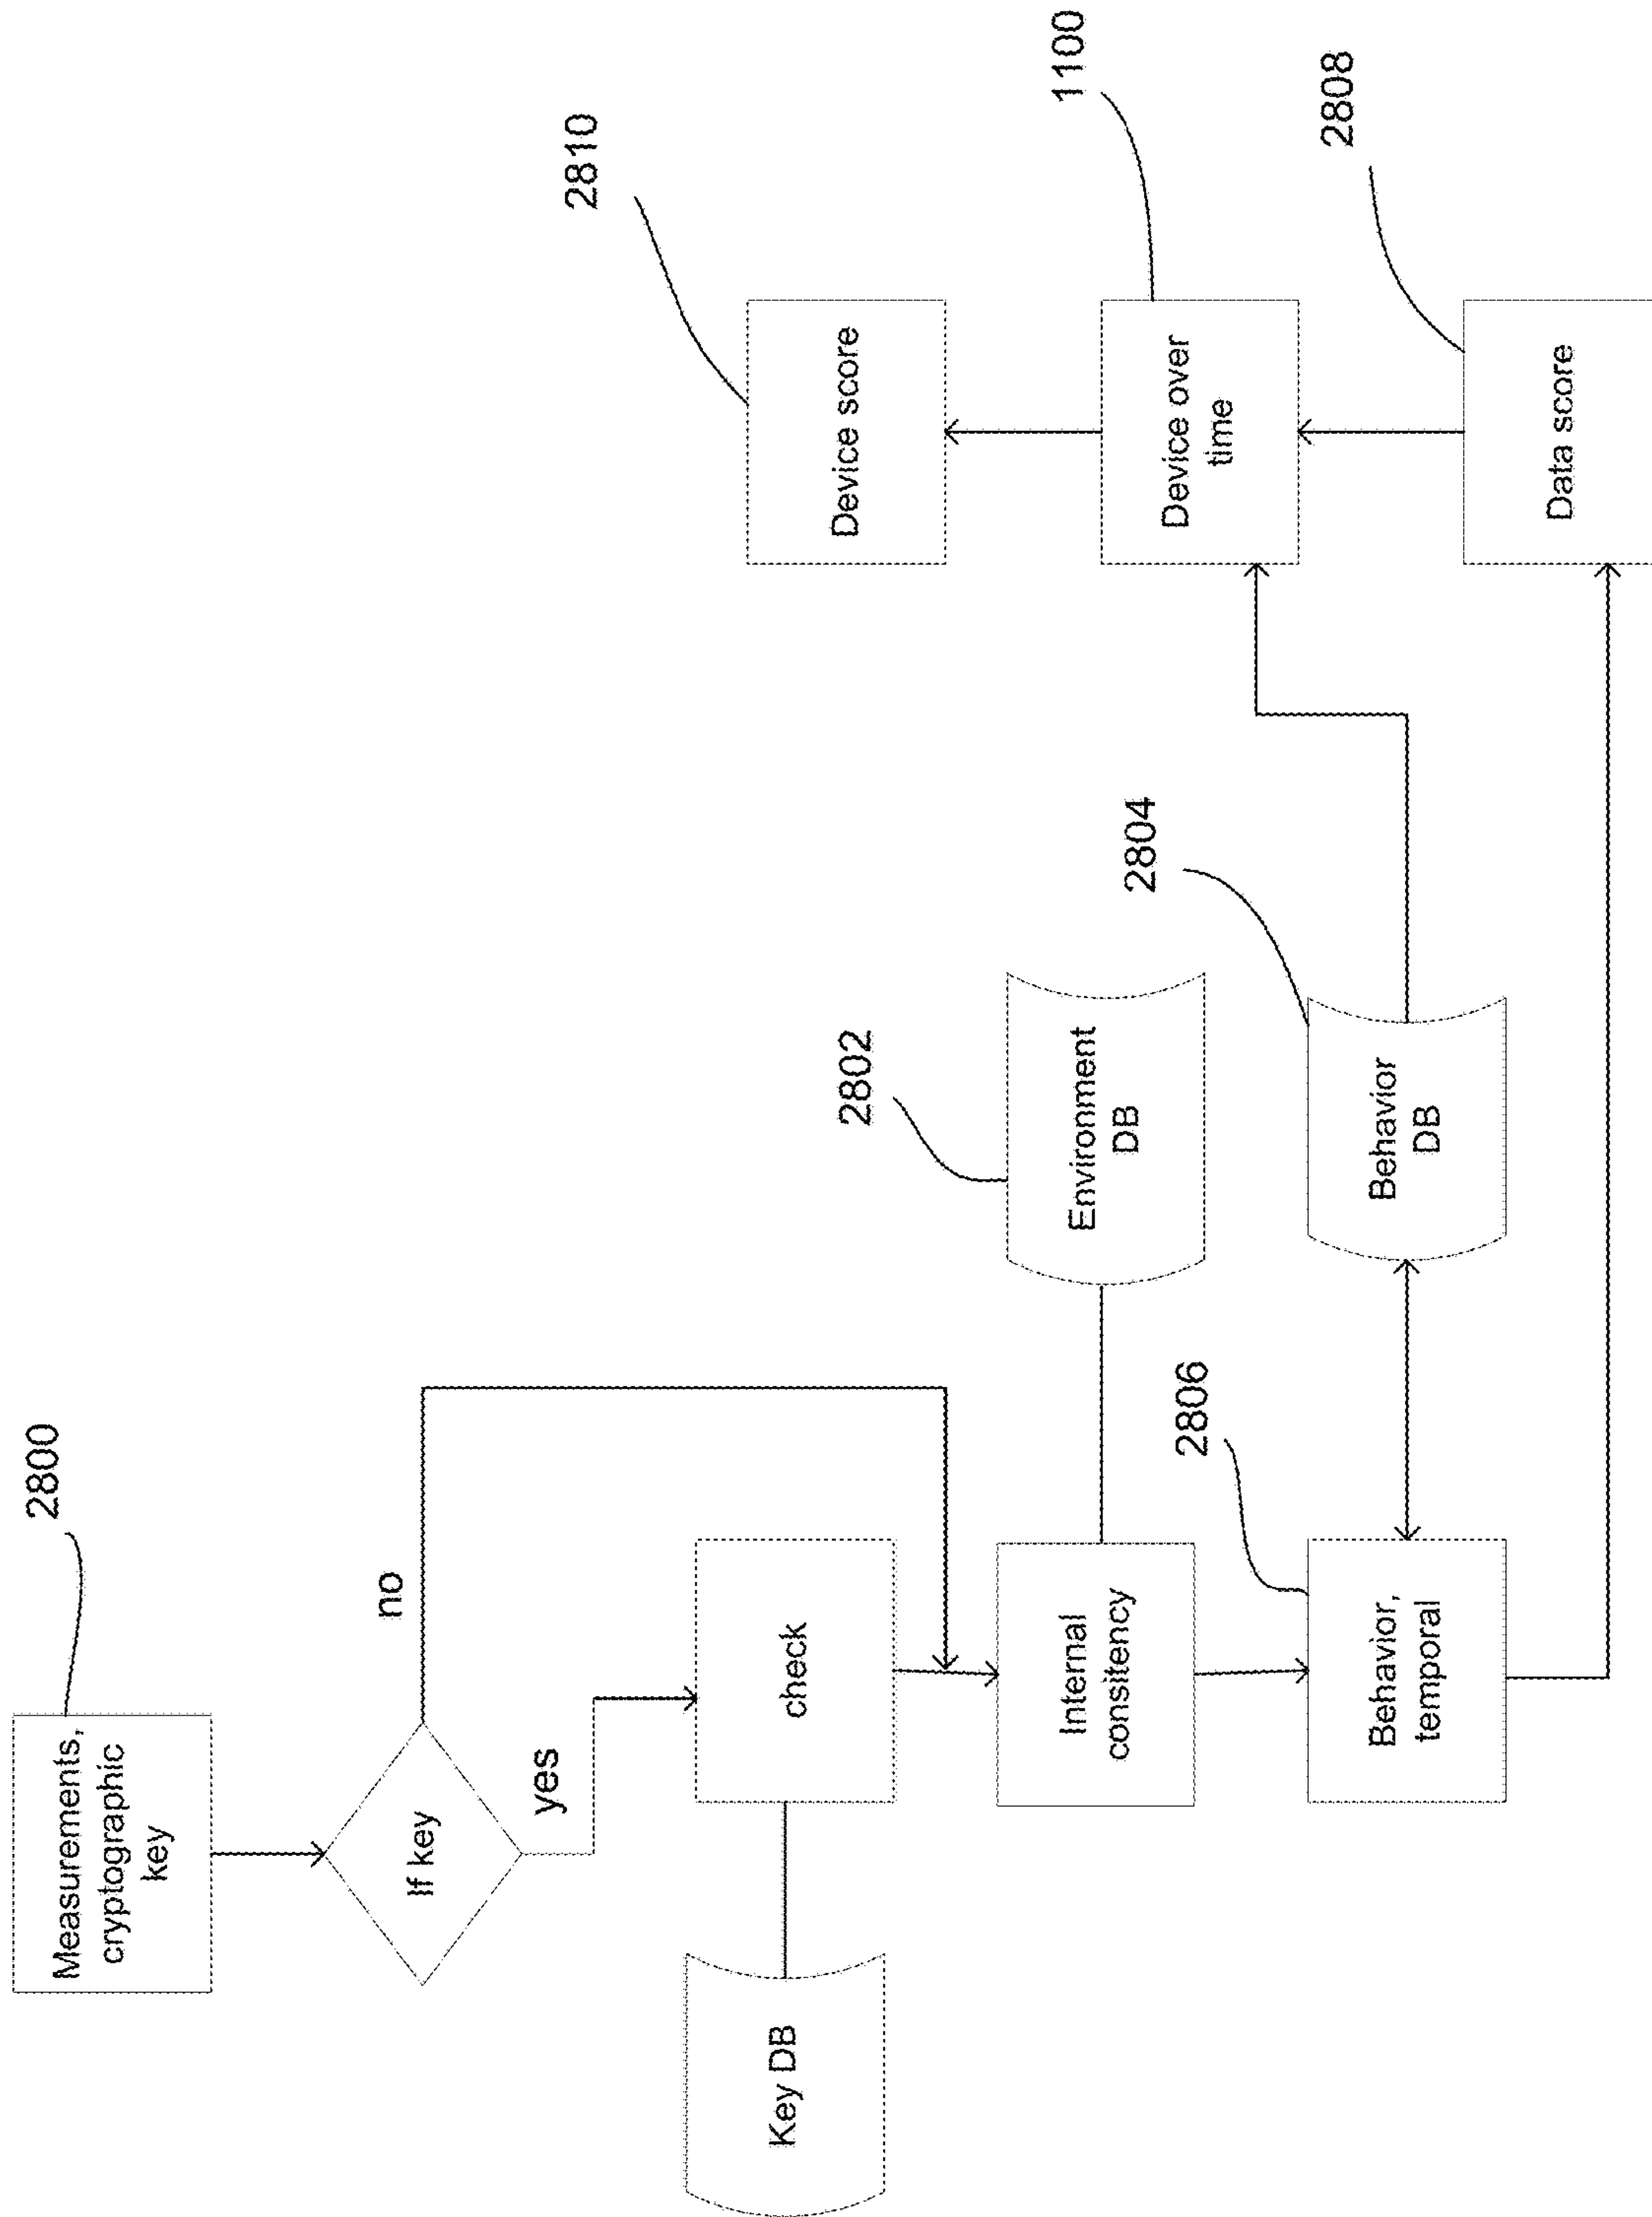 2800
Measurements,
cryptographic
key
If key
no
yes
Key DB
check
Internal
consitency
2802
Environment
DB
2806
Behavior,
temporal
2804
Behavior
DB
2810
Device score
1100
Device over
time
2808
Data score